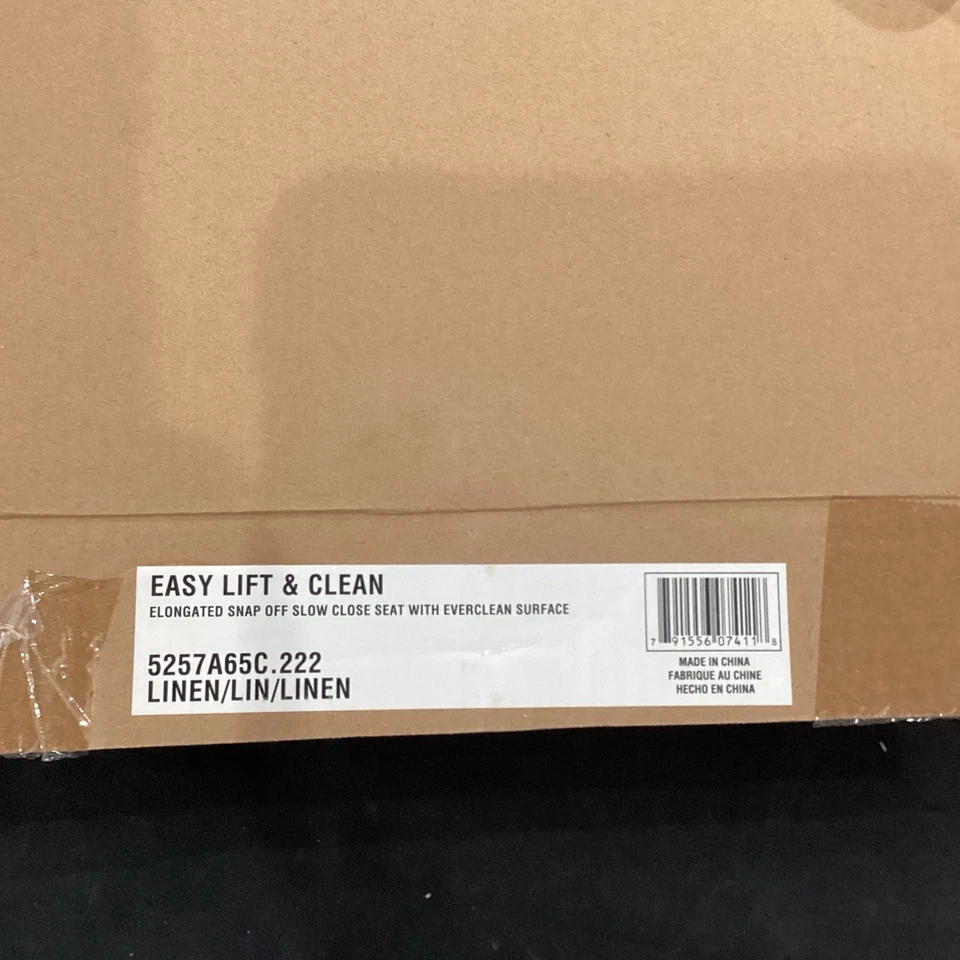 EASY LIFT & CLEAN
ELONGATED SNAP OFF SLOW CLOSE SEAT WITH EVERCLEAN SURFACE
5257A65C.222
LINEN/LIN/LINEN
7 91556 07411 8
MADE IN CHINA
FABRIQUE AU CHINE
HECHO EN CHINA